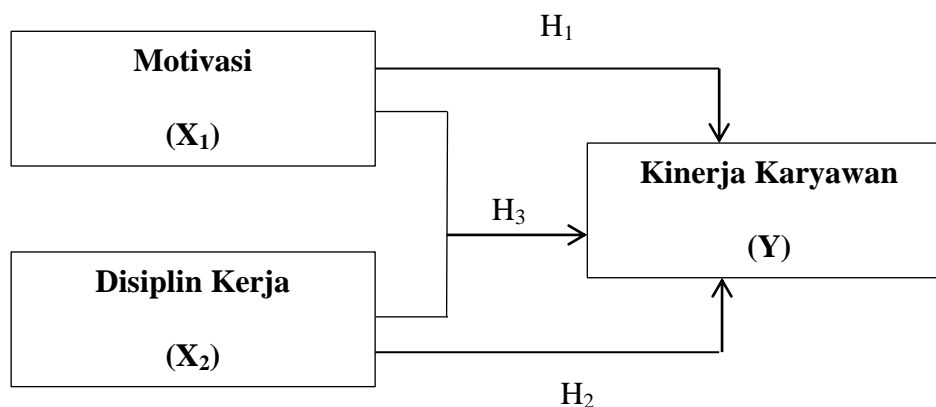 H₁
Motivasi
(X₁)
Kinerja Karyawan
(Y)
H₃
Disiplin Kerja
(X₂)
H₂